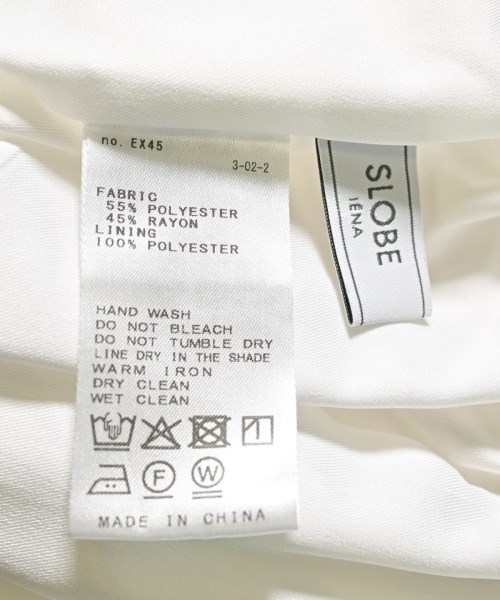 no. EX45
3-02-2
FABRIC
55% POLYESTER
45% RAYON
LINING
100% POLYESTER
HAND WASH
DO NOT BLEACH
DO NOT TUMBLE DRY
LINE DRY IN THE SHADE
WARM IRON
DRY CLEAN
WET CLEAN
F
W
MADE IN CHINA
SLOBE
IÉNA